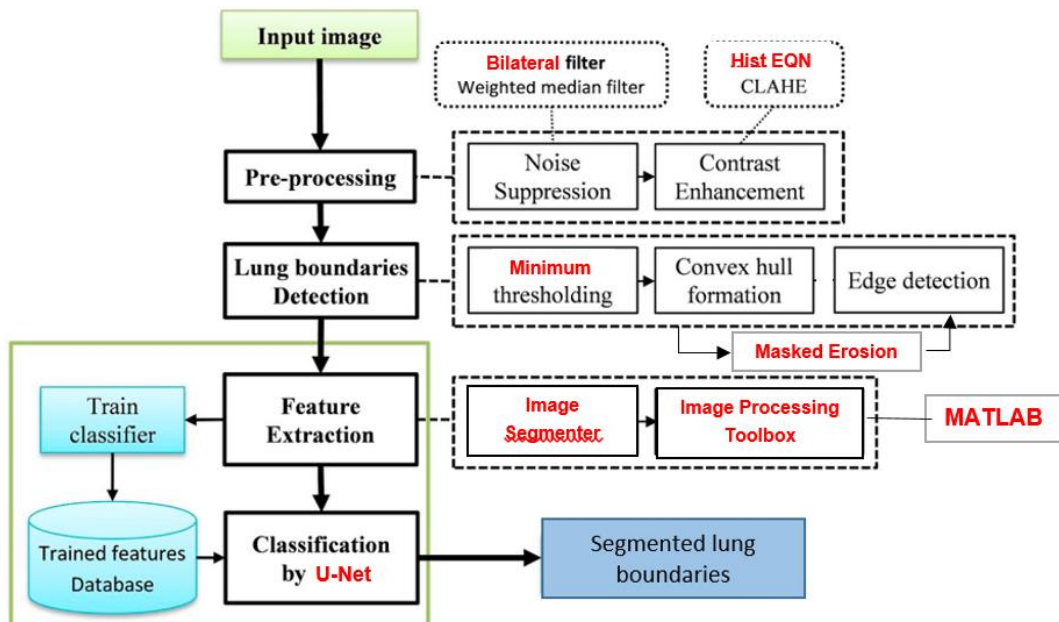 Input image
Bilateral filter
Weighted median filter
Hist EQN
CLAHE
Pre-processing
Noise
Suppression
Contrast
Enhancement
Lung boundaries
Detection
Minimum
thresholding
Convex hull
formation
Edge detection
Masked Erosion
Train
classifier
Feature
Extraction
Image
Segmenter
Image Processing
Toolbox
MATLAB
Trained features
Database
Classification
by U-Net
Segmented lung
boundaries